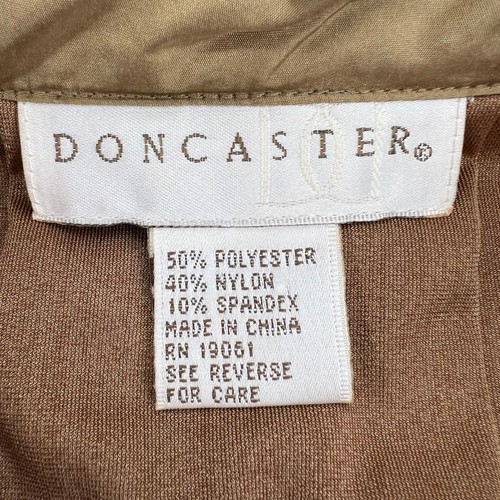 DONCASTER®
50% POLYESTER
40% NYLON
10% SPANDEX
MADE IN CHINA
RN 19061
SEE REVERSE
FOR CARE